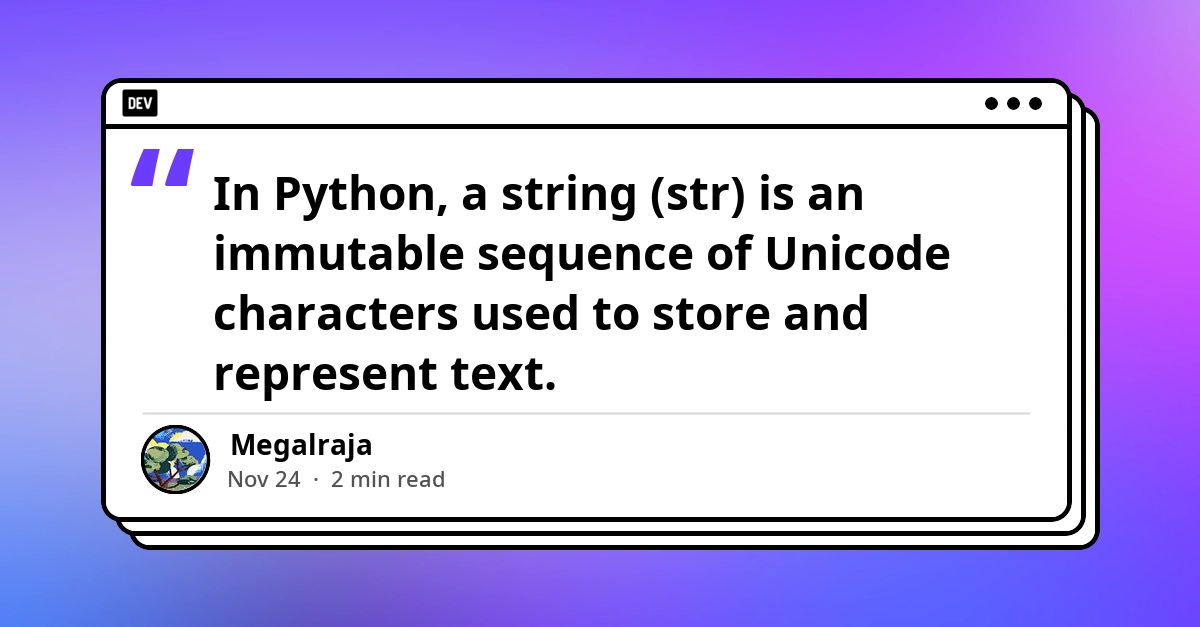 DEV
“ In Python, a string (str) is an
immutable sequence of Unicode
characters used to store and
represent text.
Megalraja
Nov 24 · 2 min read